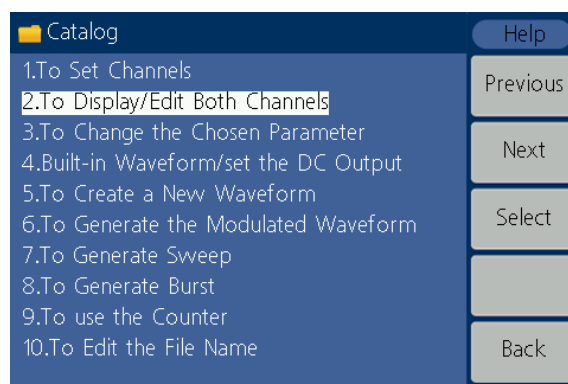 Catalog
Help
1.To Set Channels
2.To Display/Edit Both Channels
3.To Change the Chosen Parameter
4.Built-in Waveform/set the DC Output
5.To Create a New Waveform
6.To Generate the Modulated Waveform
7.To Generate Sweep
8.To Generate Burst
9.To use the Counter
10.To Edit the File Name
Previous
Next
Select
Back